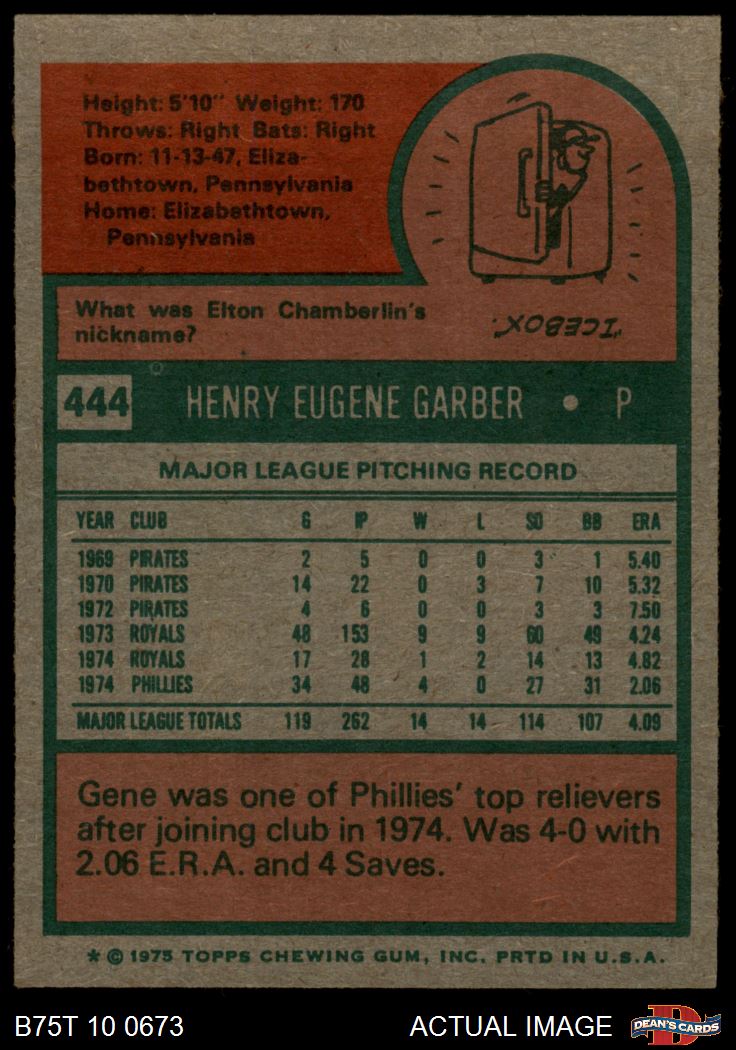 Height: 5'10" Weight: 170
Throws: Right Bats: Right
Born: 11-13-47, Eliza-
bethtown, Pennsylvania
Home: Elizabethtown,
Pennsylvania
What was Elton Chamberlin's
nickname?
"ICEBOX."
444 HENRY EUGENE GARBER • P
MAJOR LEAGUE PITCHING RECORD
YEAR CLUB G IP W L SO BB ERA
1969 PIRATES 2 5 0 0 3 1 5.40
1970 PIRATES 14 22 0 3 7 10 5.32
1972 PIRATES 4 6 0 0 3 3 7.50
1973 ROYALS 48 153 9 9 60 49 4.24
1974 ROYALS 17 28 1 2 14 13 4.82
1974 PHILLIES 34 48 4 0 27 31 2.06
MAJOR LEAGUE TOTALS 119 262 14 14 114 107 4.09
Gene was one of Phillies' top relievers
after joining club in 1974. Was 4-0 with
2.06 E.R.A. and 4 Saves.
* © 1975 TOPPS CHEWING GUM, INC. PRTD IN U.S.A.
B75T 10 0673 ACTUAL IMAGE DEAN'S CARDS